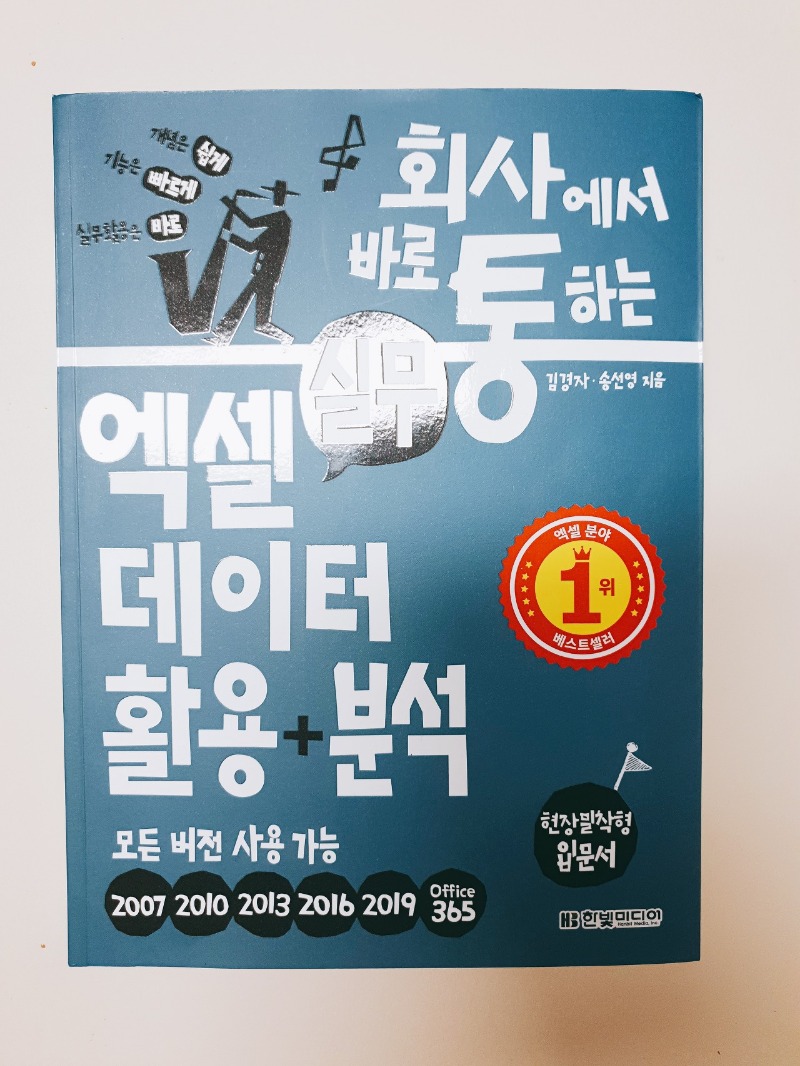 개념은 쉽게
기능은 빠르게
실무활용은 바로
회사에서
바로 통하는
김경자 · 송선영 지음
실무
엑셀
데이터
활용+분석
엑셀 분야
1위
베스트셀러
모든 버전 사용 가능
2007 2010 2013 2016 2019 Office 365
현장밀착형
입문서
HB 한빛미디어
Hanbit Media, Inc.